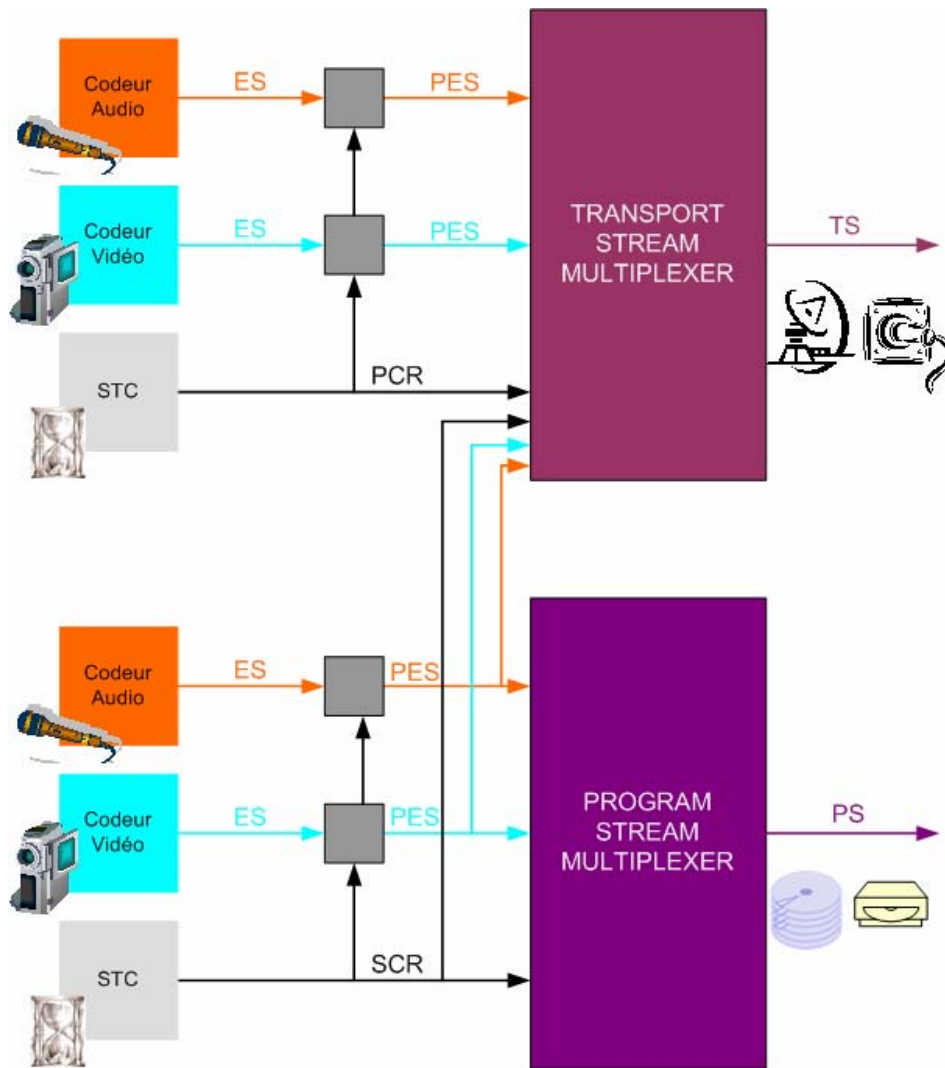 Codeur
Audio
ES
PES
Codeur
Vidéo
ES
PES
TRANSPORT
STREAM
MULTIPLEXER
TS
STC
PCR
Codeur
Audio
ES
PES
Codeur
Vidéo
ES
PES
PROGRAM
STREAM
MULTIPLEXER
PS
STC
SCR